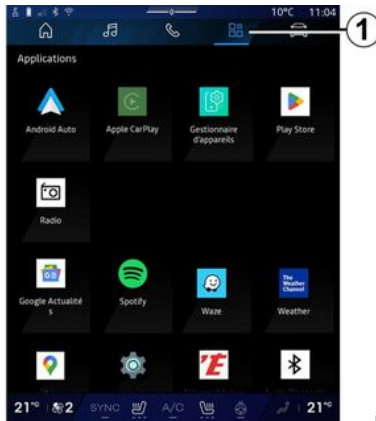 10°C 11:04
1
Applications
Android Auto
Apple CarPlay
Gestionnaire
d'appareils
Play Store
Radio
The
Weather
Channel
Google Actualité
s
Spotify
Waze
Weather
'E
21°C 2 SYNC A/C 21°C